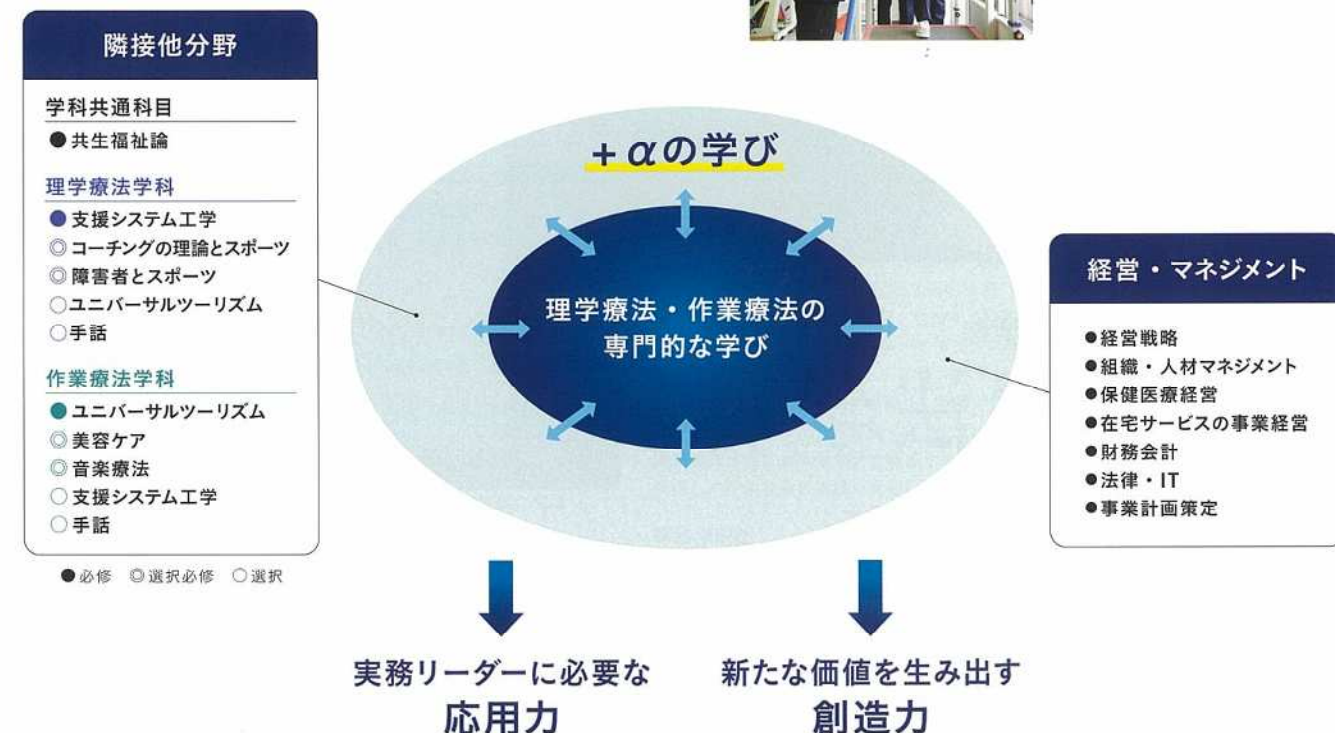 隣接他分野
学科共通科目
●共生福祉論
理学療法学科
●支援システム工学
◎コーチングの理論とスポーツ
◎障害者とスポーツ
○ユニバーサルツーリズム
○手話
作業療法学科
●ユニバーサルツーリズム
◎美容ケア
◎音楽療法
○支援システム工学
○手話
●必修 ◎選択必修 ○選択
+αの学び
理学療法・作業療法の
専門的な学び
経営・マネジメント
●経営戦略
●組織・人材マネジメント
●保健医療経営
●在宅サービスの事業経営
●財務会計
●法律・IT
●事業計画策定
実務リーダーに必要な
応用力
新たな価値を生み出す
創造力